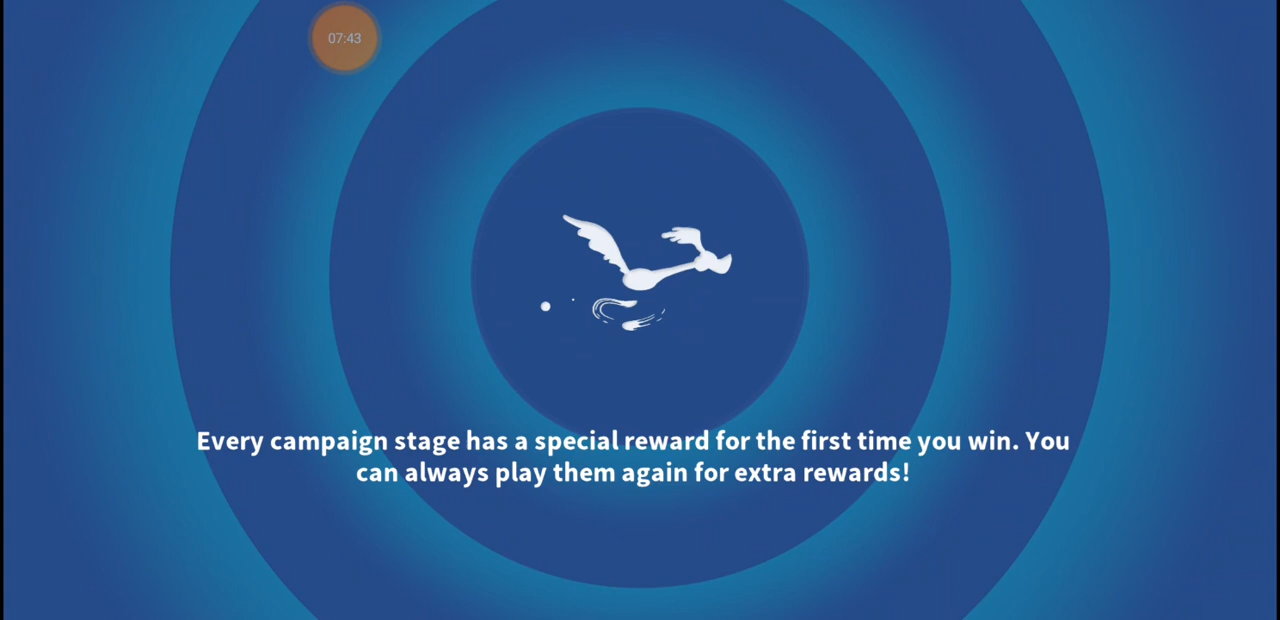 07:43
Every campaign stage has a special reward for the first time you win. You
can always play them again for extra rewards!